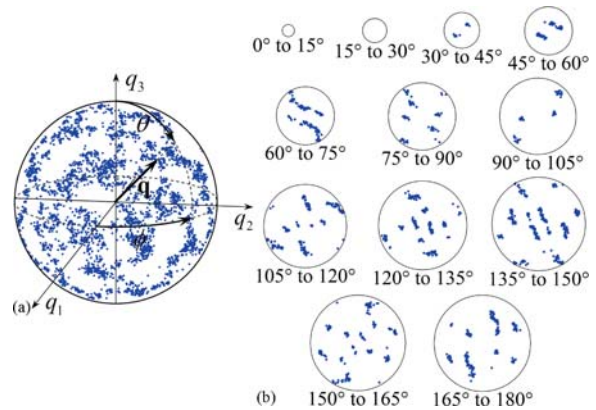 q3
θ
q
q2
φ
(a)
q1
0° to 15°
15° to 30°
30° to 45°
45° to 60°
60° to 75°
75° to 90°
90° to 105°
105° to 120°
120° to 135°
135° to 150°
150° to 165°
(b)
165° to 180°